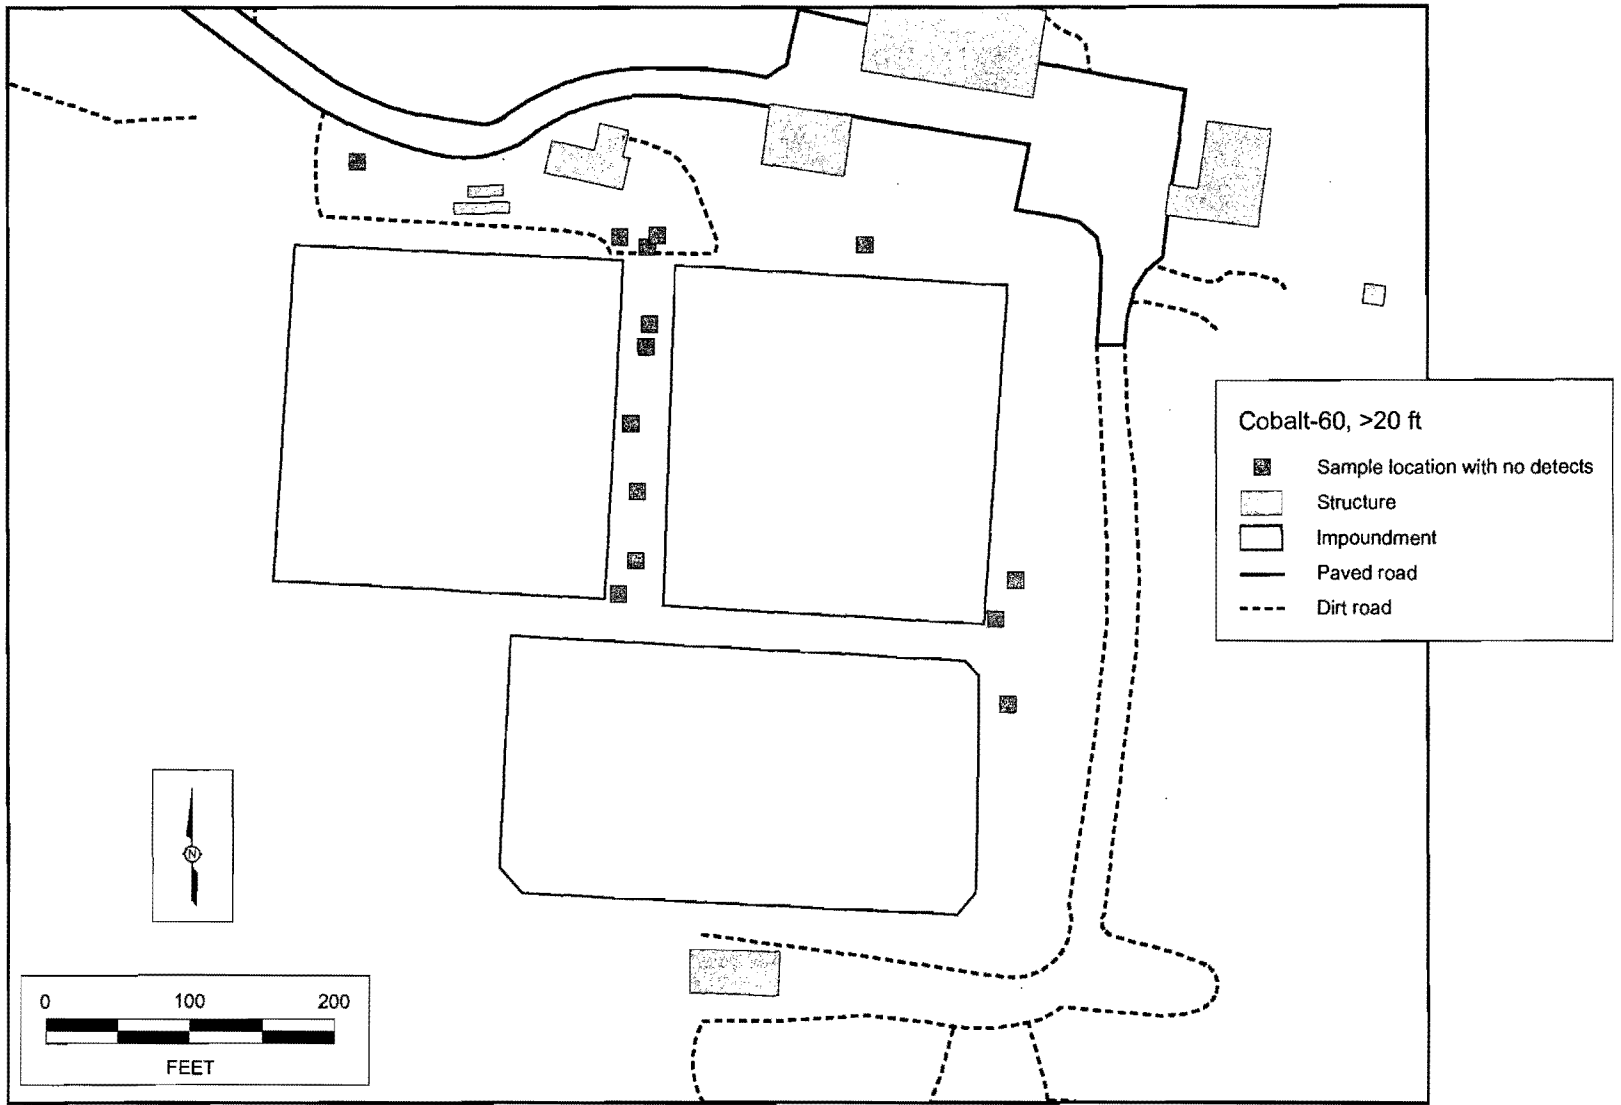 Cobalt-60, >20 ft
Sample location with no detects
Structure
Impoundment
Paved road
Dirt road
N
0 100 200
FEET